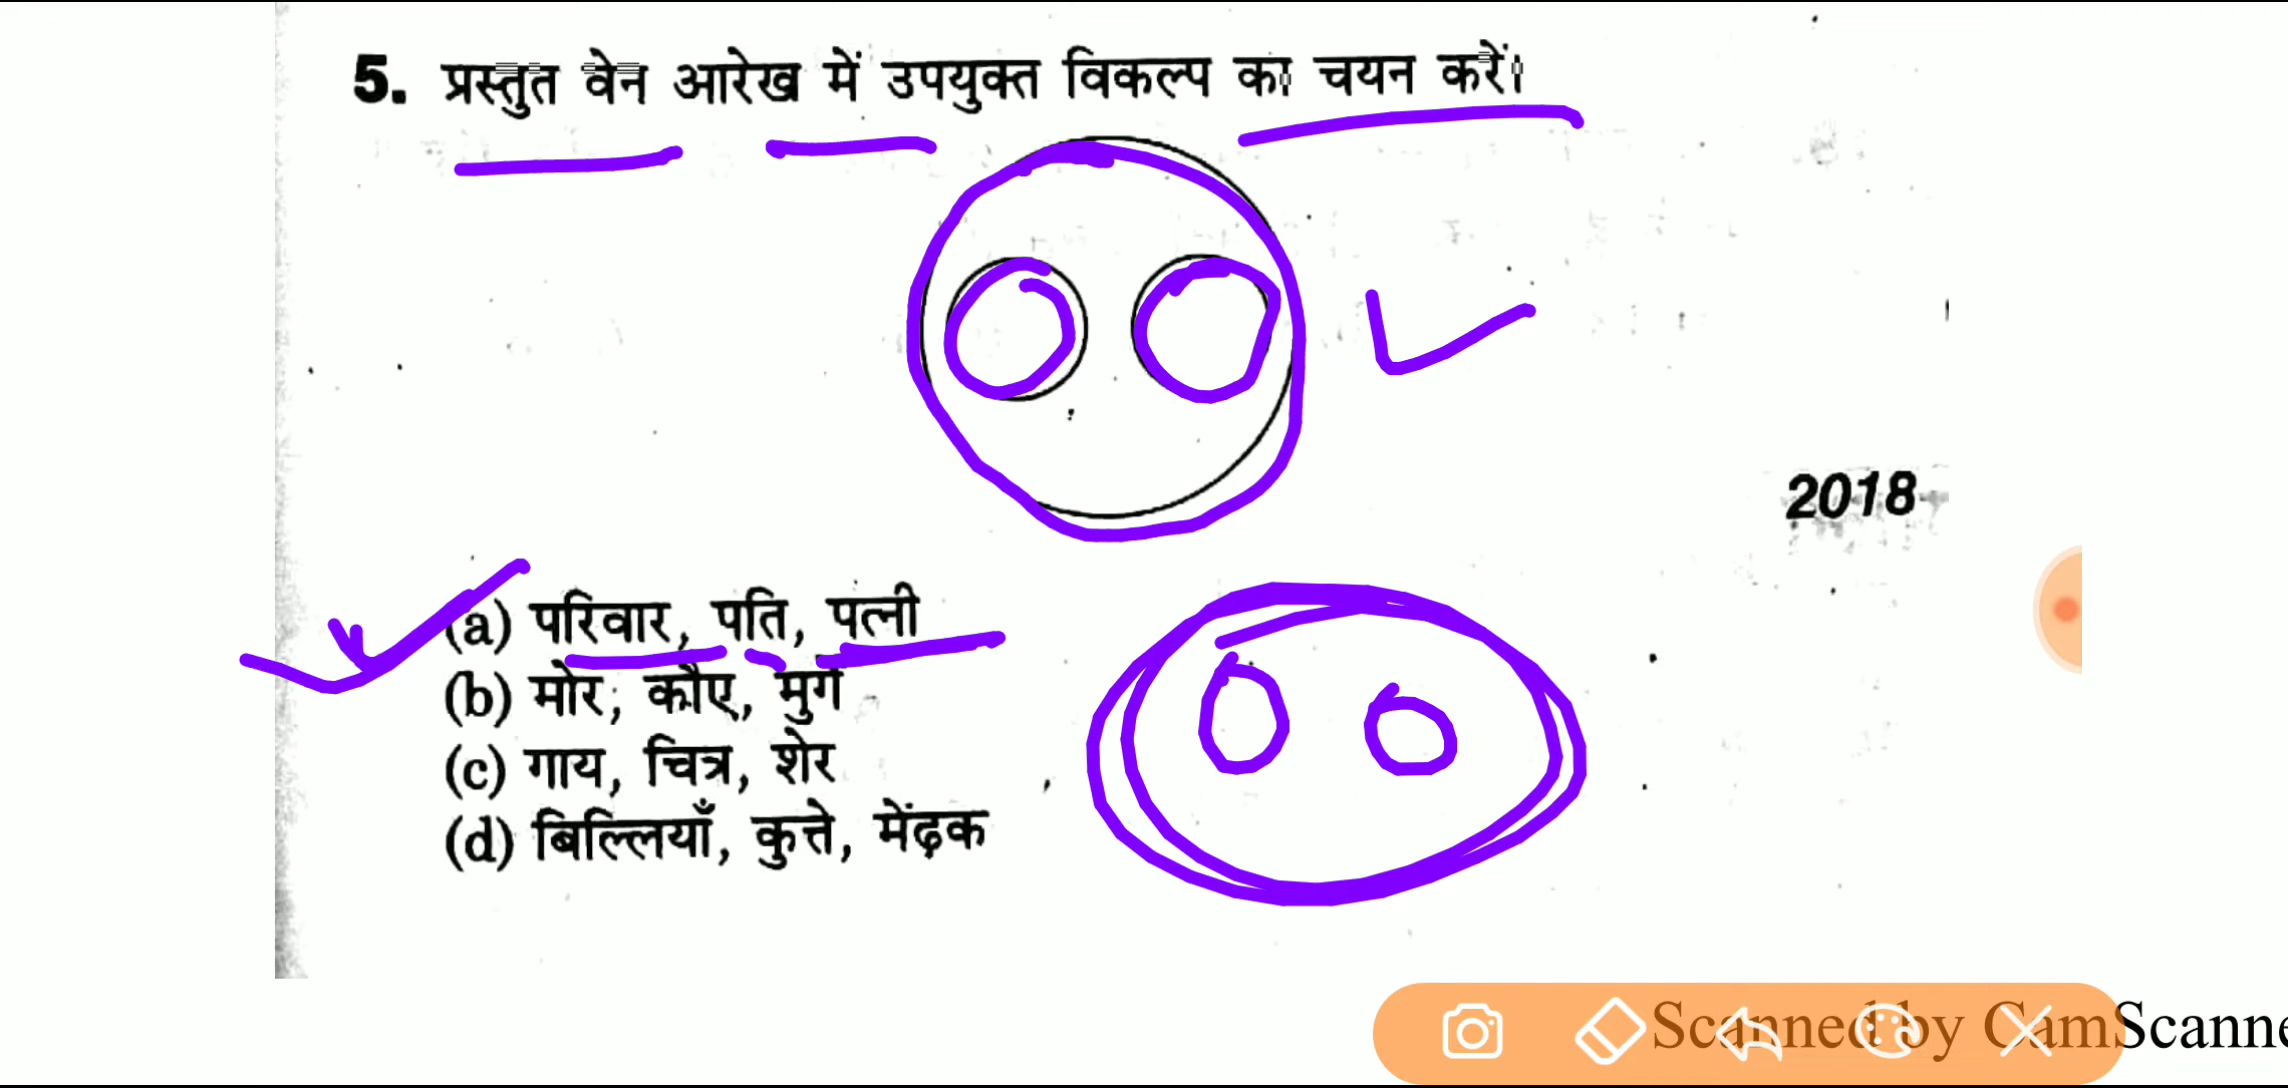 5. प्रस्तुत वेन आरेख में उपयुक्त विकल्प का चयन करें।
2018
(a) परिवार, पति, पत्नी
(b) मोर, कौए, मुर्गे
(c) गाय, चित्र, शेर
(d) बिल्लियाँ, कुत्ते, मेंढ़क
Scanned by CamScanne